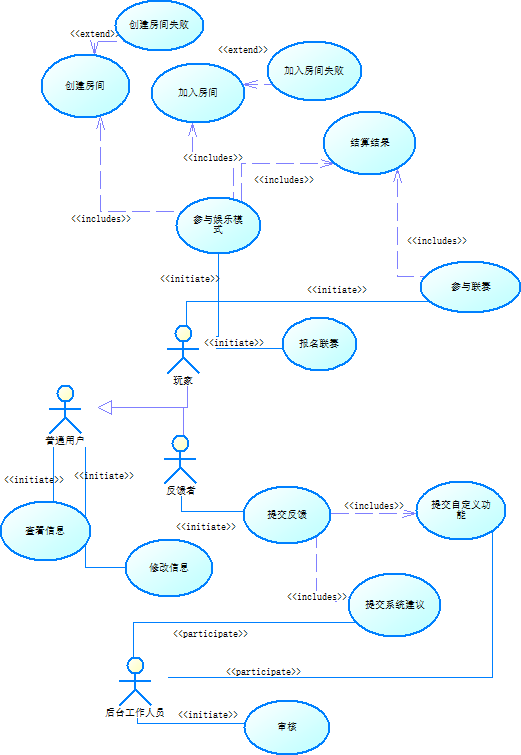 创建房间失败
<<extend>>
<<extend>>
加入房间失败
创建房间
加入房间
结算结果
<<includes>>
<<includes>>
<<includes>>
参与娱乐模
式
<<includes>>
<<initiate>>
<<initiate>>
参与联赛
<<initiate>>
报名联赛
玩家
普通用户
<<initiate>>
<<initiate>>
反馈者
查看信息
<<initiate>>
提交反馈
<<includes>>
提交自定义功
能
修改信息
<<includes>>
提交系统建议
<<participate>>
<<participate>>
后台工作人员
<<initiate>>
审核